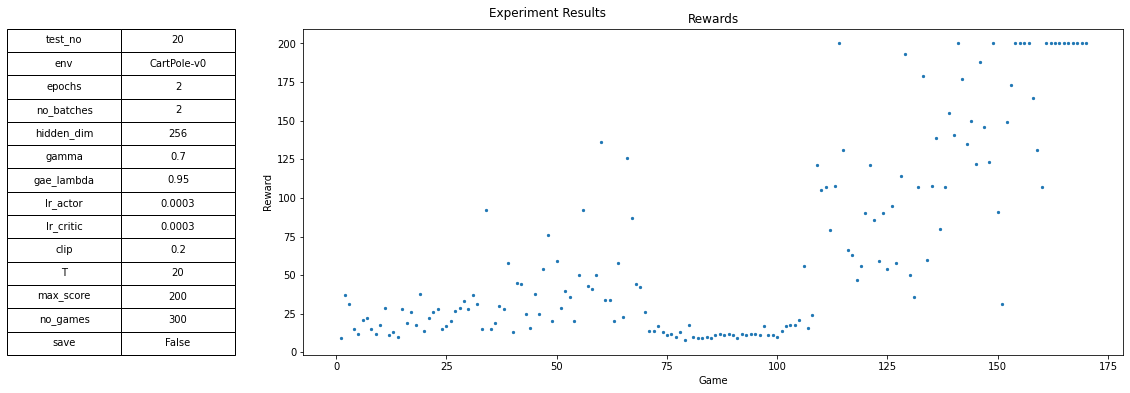 Experiment Results
test_no 20
env CartPole-v0
epochs 2
no_batches 2
hidden_dim 256
gamma 0.7
gae_lambda 0.95
lr_actor 0.0003
lr_critic 0.0003
clip 0.2
T 20
max_score 200
no_games 300
save False
Rewards
Reward
200
175
150
125
100
75
50
25
0
0 25 50 75 100 125 150 175
Game